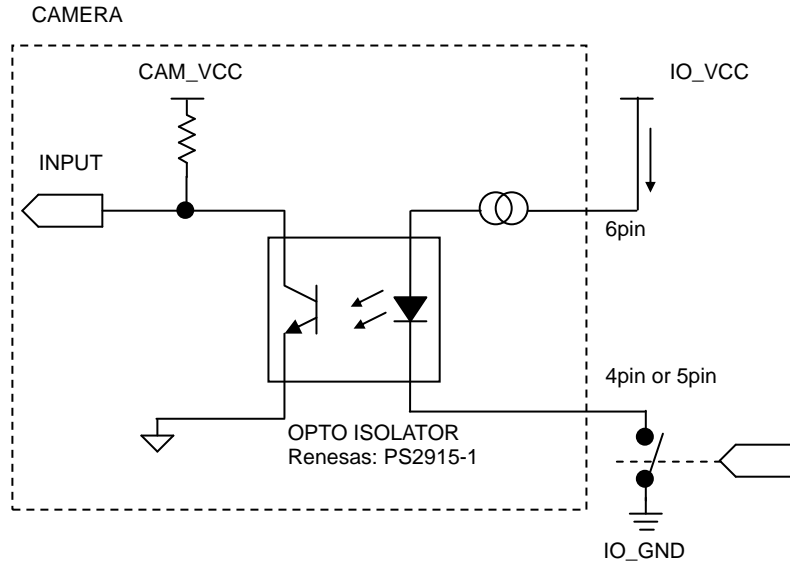 CAMERA
CAM_VCC
IO_VCC
INPUT
6pin
4pin or 5pin
OPTO ISOLATOR
Renesas: PS2915-1
IO_GND